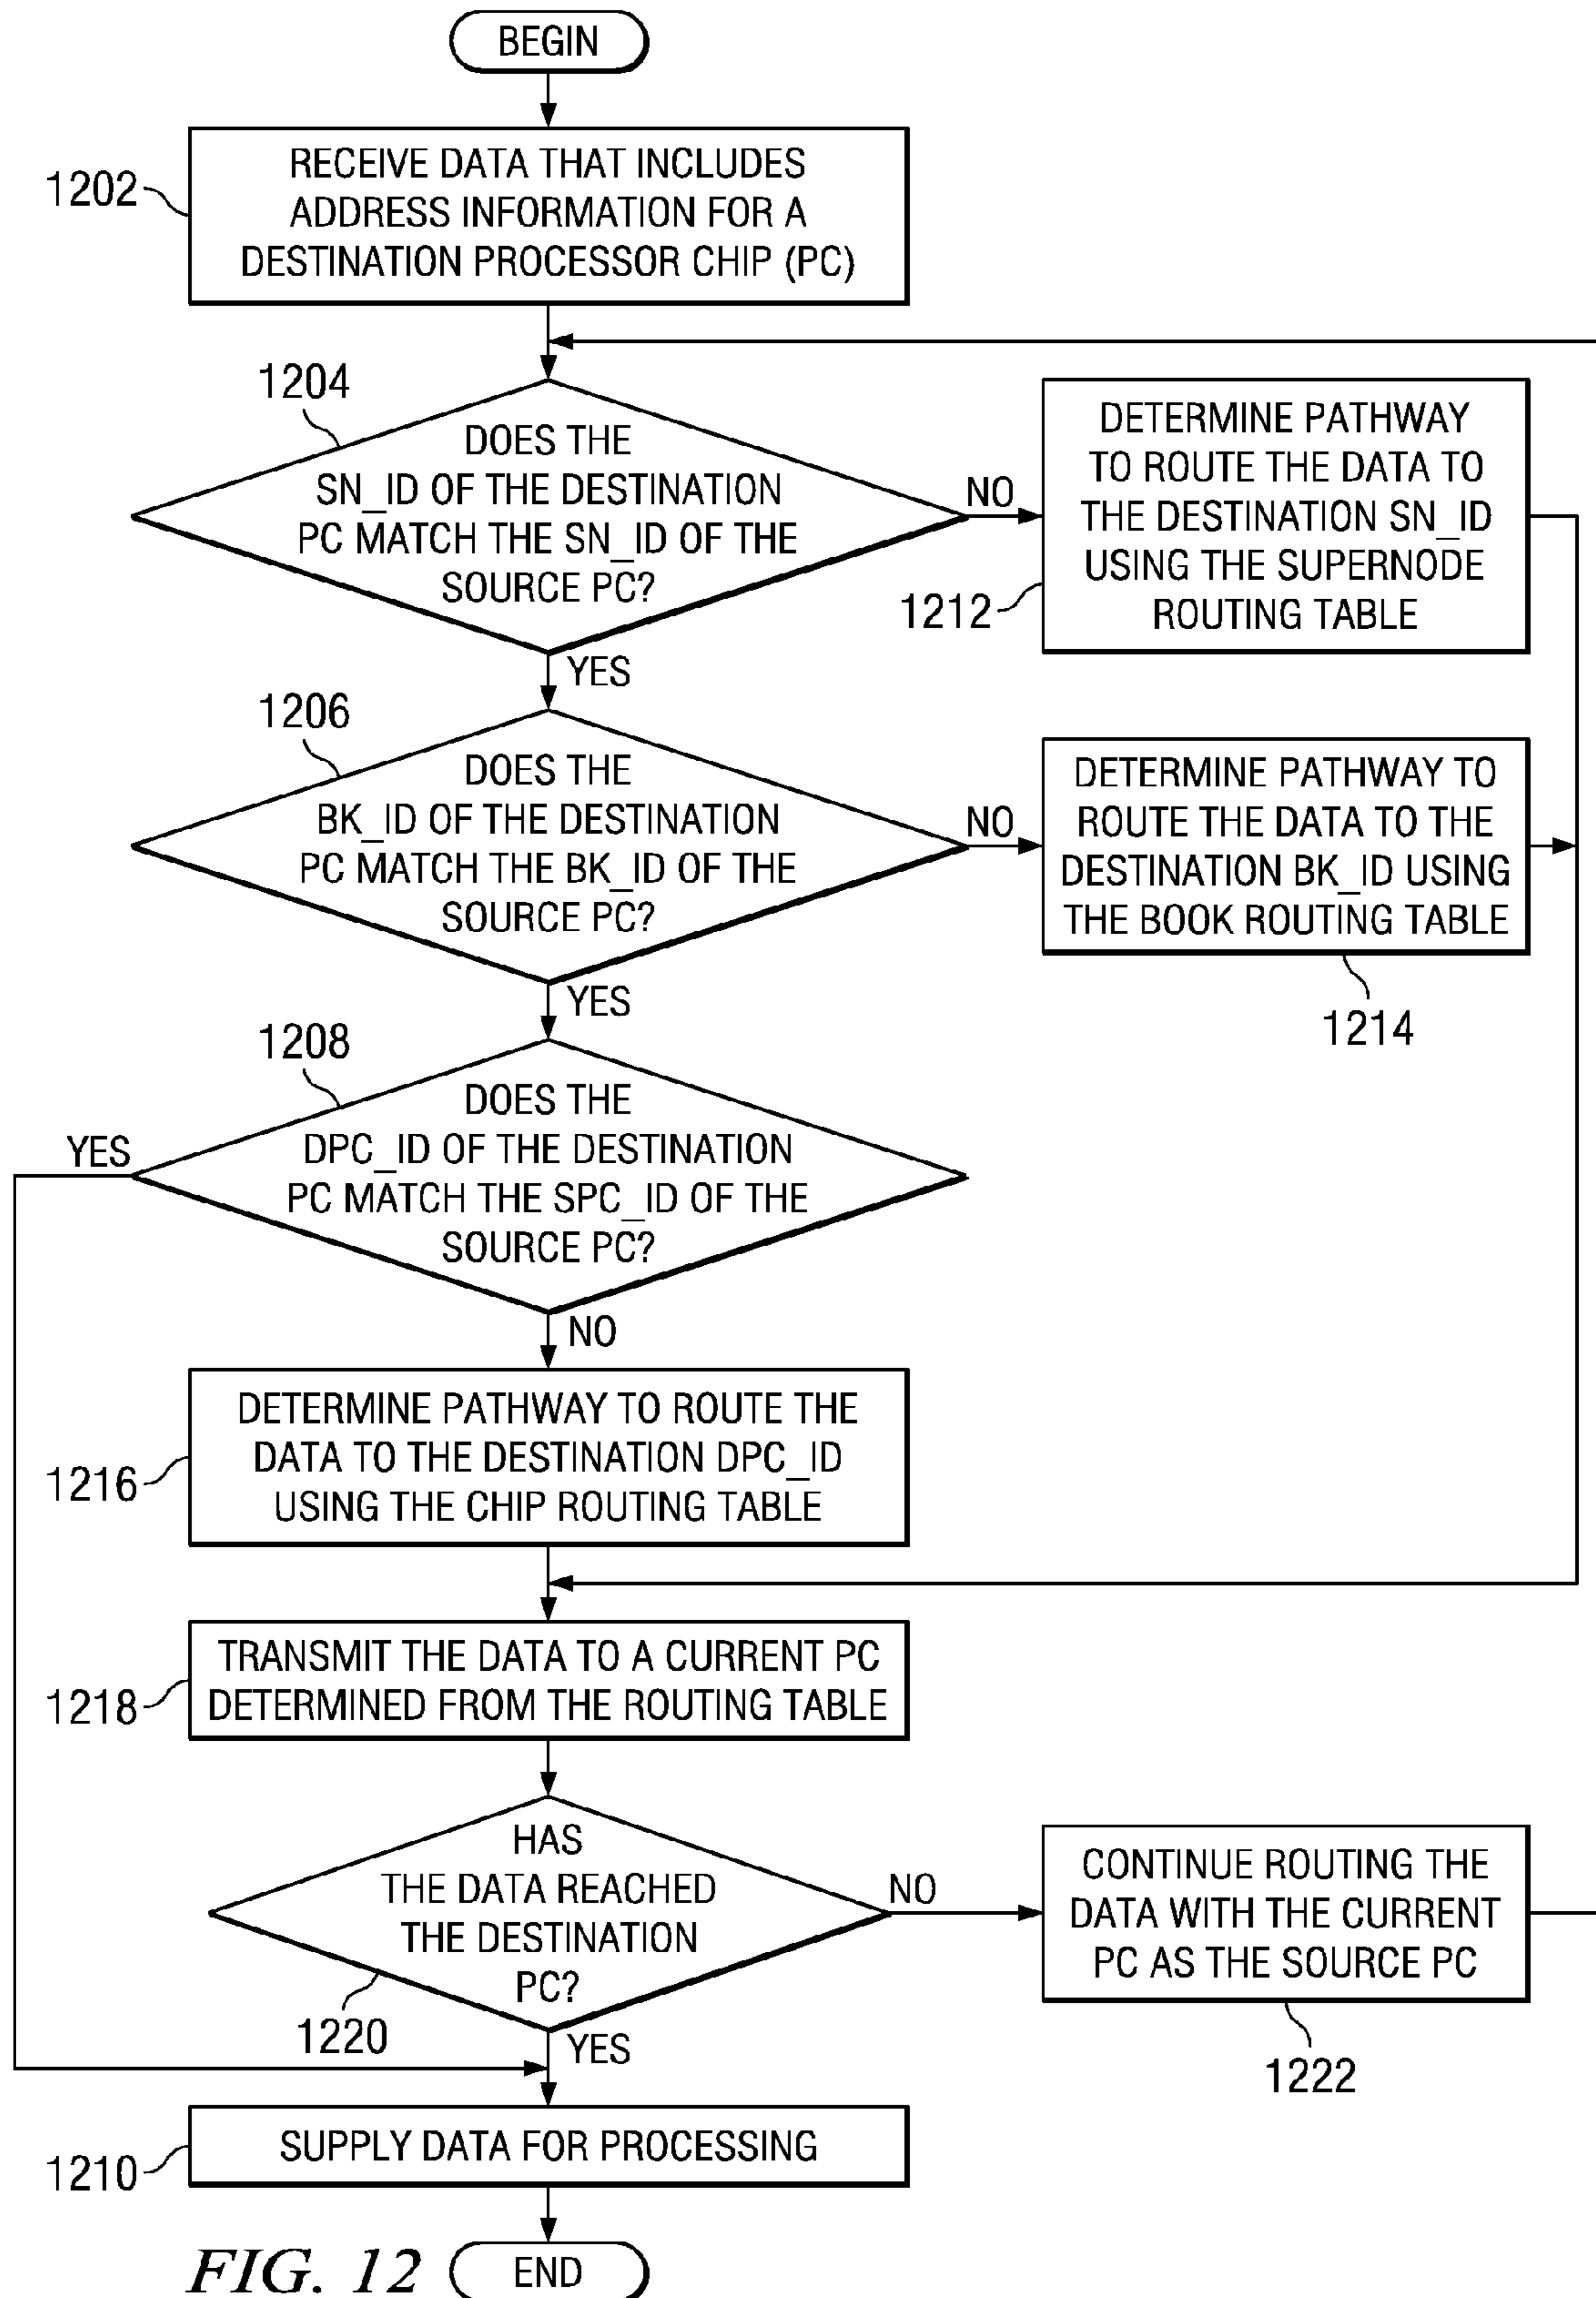 BEGIN
1202
RECEIVE DATA THAT INCLUDES
ADDRESS INFORMATION FOR A
DESTINATION PROCESSOR CHIP (PC)
1204
DOES THE
SN_ID OF THE DESTINATION
PC MATCH THE SN_ID OF THE
SOURCE PC?
NO
YES
1212
DETERMINE PATHWAY
TO ROUTE THE DATA TO
THE DESTINATION SN_ID
USING THE SUPERNODE
ROUTING TABLE
1206
DOES THE
BK_ID OF THE DESTINATION
PC MATCH THE BK_ID OF THE
SOURCE PC?
NO
YES
DETERMINE PATHWAY TO
ROUTE THE DATA TO THE
DESTINATION BK_ID USING
THE BOOK ROUTING TABLE
1214
1208
DOES THE
DPC_ID OF THE DESTINATION
PC MATCH THE SPC_ID OF THE
SOURCE PC?
YES
NO
1216
DETERMINE PATHWAY TO ROUTE THE
DATA TO THE DESTINATION DPC_ID
USING THE CHIP ROUTING TABLE
1218
TRANSMIT THE DATA TO A CURRENT PC
DETERMINED FROM THE ROUTING TABLE
HAS
THE DATA REACHED
THE DESTINATION
PC?
1220
NO
YES
CONTINUE ROUTING THE
DATA WITH THE CURRENT
PC AS THE SOURCE PC
1222
1210
SUPPLY DATA FOR PROCESSING
END
FIG. 12